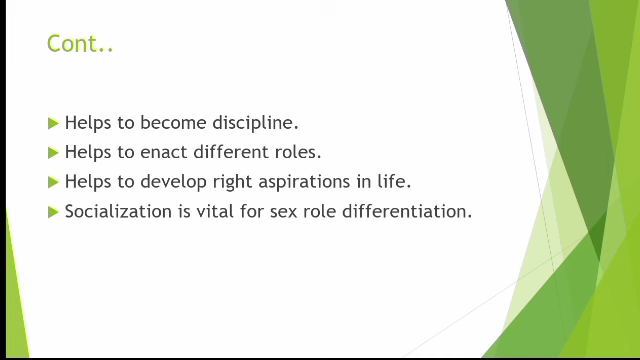 Cont..
Helps to become discipline.
Helps to enact different roles.
Helps to develop right aspirations in life.
Socialization is vital for sex role differentiation.